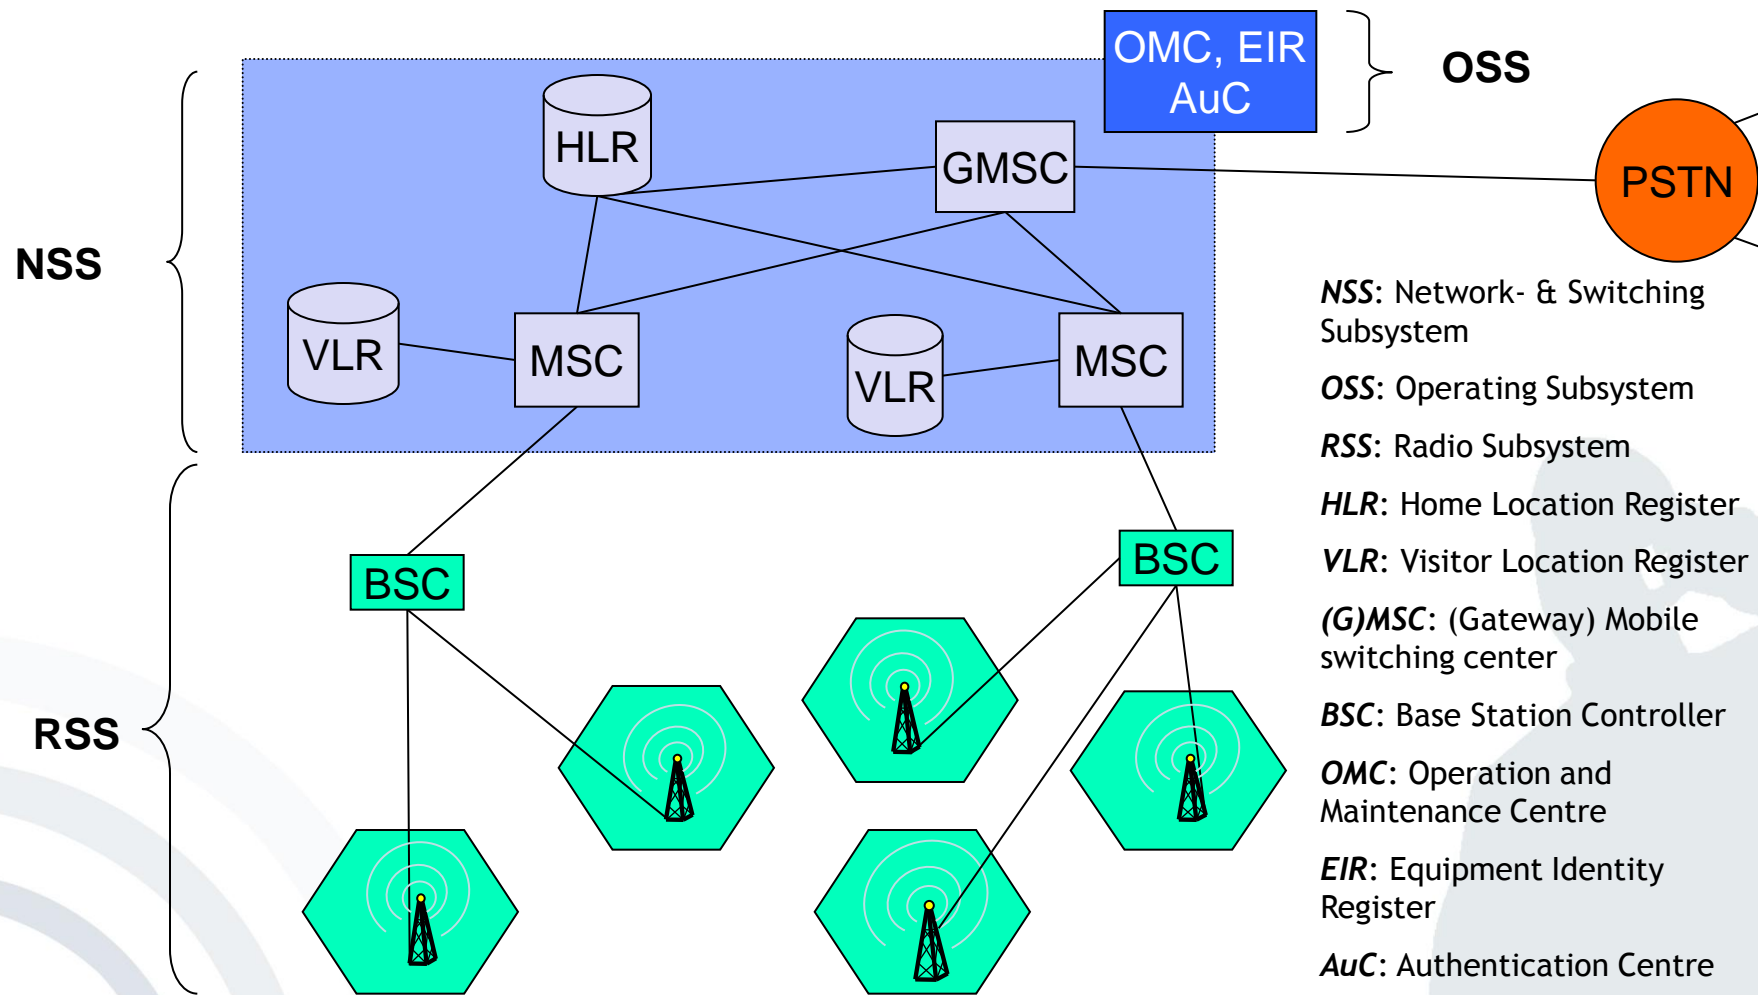 OMC, EIR
AuC
OSS
HLR
GMSC
PSTN
NSS
VLR
MSC
VLR
MSC
BSC
BSC
RSS
NSS: Network- & Switching
Subsystem
OSS: Operating Subsystem
RSS: Radio Subsystem
HLR: Home Location Register
VLR: Visitor Location Register
(G)MSC: (Gateway) Mobile
switching center
BSC: Base Station Controller
OMC: Operation and
Maintenance Centre
EIR: Equipment Identity
Register
AuC: Authentication Centre